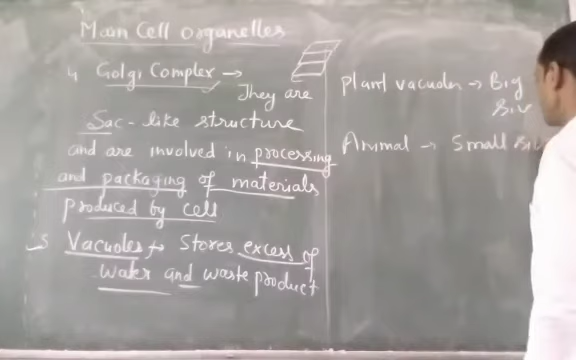 Main Cell Organelles
4 Golgi Complex →
They are
Sac-like structure
and are involved in processing
and packaging of materials
produced by cell
5 Vacuoles → Stores excess of
water and waste product
Plant vacuoles → Big
Size
Animal → Small